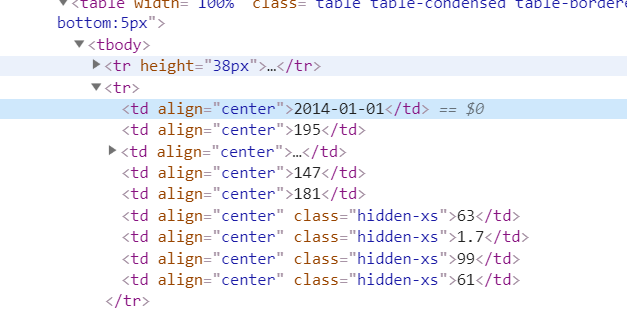 <table width="100%" class="table table-condensed table-bordere
bottom:5px">
▼<tbody>
▶<tr height="38px">…</tr>
▼<tr>
<td align="center">2014-01-01</td> == $0
<td align="center">195</td>
▶<td align="center">…</td>
<td align="center">147</td>
<td align="center">181</td>
<td align="center" class="hidden-xs">63</td>
<td align="center" class="hidden-xs">1.7</td>
<td align="center" class="hidden-xs">99</td>
<td align="center" class="hidden-xs">61</td>
</tr>